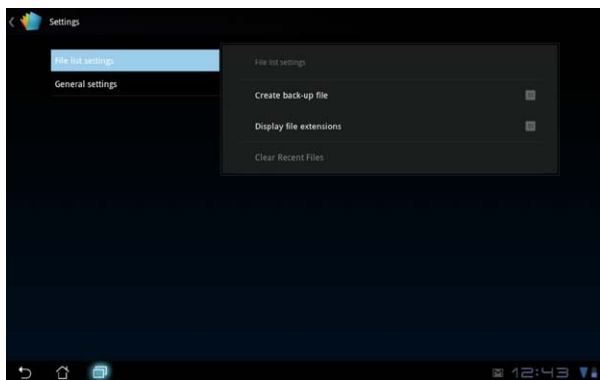 Settings
File list settings
General settings
File list settings
Create back-up file
Display file extensions
Clear Recent Files
12:43